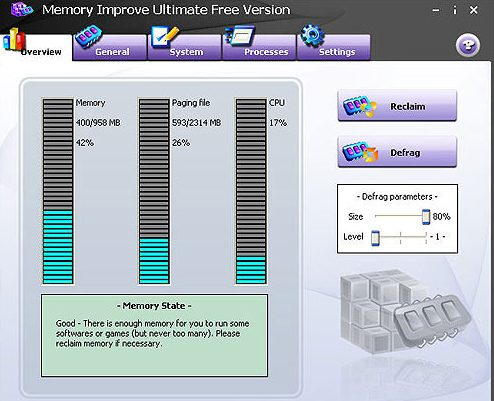 Memory Improve Ultimate Free Version
Overview
General
System
Processes
Settings
Memory
400/958 MB
42%
Paging file
593/2314 MB
26%
CPU
17%
Reclaim
Defrag
- Defrag parameters -
Size 80%
Level - 1 -
- Memory State -
Good - There is enough memory for you to run some
softwares or games (but never too many). Please
reclaim memory if necessary.